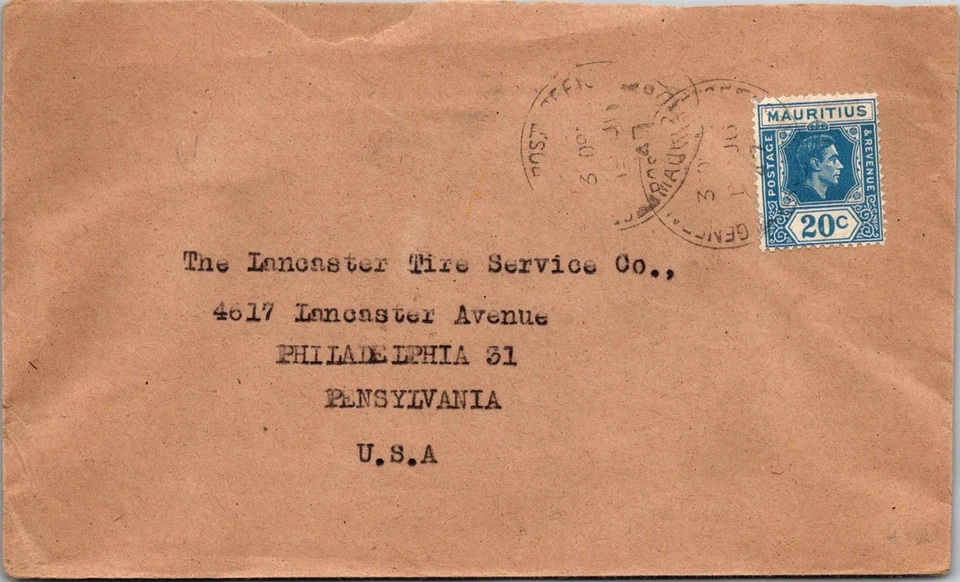 MAURITIUS
POSTAGE
& REVENUE
20C
The Lancaster Tire Service Co.,
4617 Lancaster Avenue
PHILADELPHIA 31
PENSYLVANIA
U.S.A